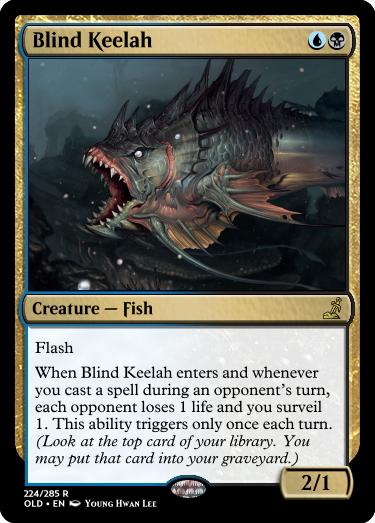 Blind Keelah
Creature — Fish
Flash
When Blind Keelah enters and whenever
you cast a spell during an opponent's turn,
each opponent loses 1 life and you surveil
1. This ability triggers only once each turn.
(Look at the top card of your library. You
may put that card into your graveyard.)
2/1
224/285 R
OLD • EN Young Hwan Lee